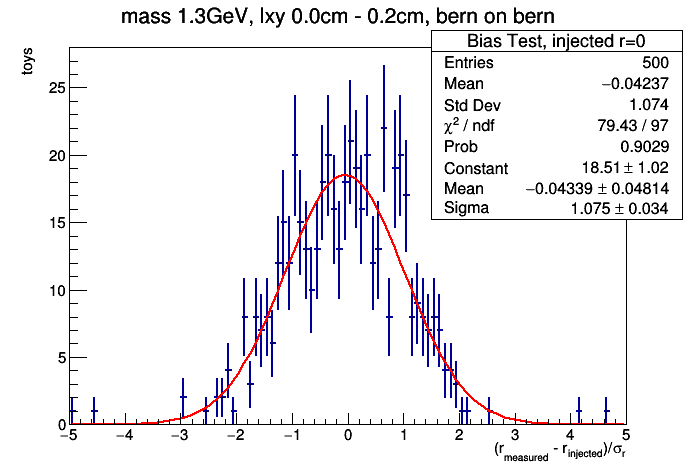 mass 1.3GeV, lxy 0.0cm - 0.2cm, bern on bern
toys
Bias Test, injected r=0
Entries 500
Mean −0.04237
Std Dev 1.074
χ² / ndf 79.43 / 97
Prob 0.9029
Constant 18.51 ± 1.02
Mean −0.04339 ± 0.04814
Sigma 1.075 ± 0.034
25
20
15
10
5
0
−5 −4 −3 −2 −1 0 1 2 3 4 5
(r_measured - r_injected)/σ_r